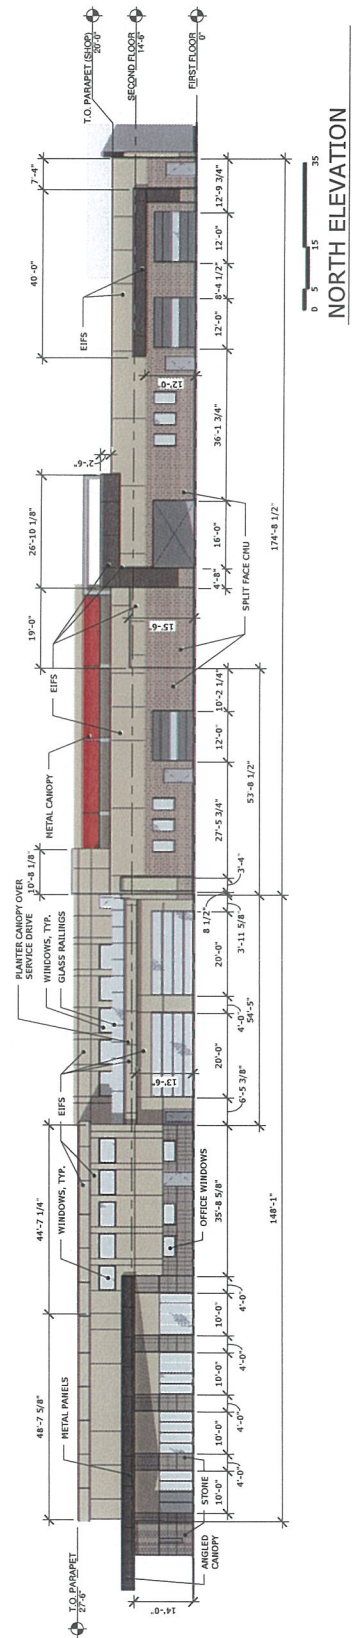 T.O. PARAPET
27'-6"
48'-7 5/8"
44'-7 1/4"
10'-8 1/8"
19'-0"
26'-10 1/8"
2'-6"
40'-0"
7'-4"
METAL PANELS
WINDOWS, TYP.
EIFS
PLANTER CANOPY OVER
SERVICE DRIVE
WINDOWS, TYP.
GLASS RAILINGS
METAL CANOPY
EIFS
EIFS
T.O. PARAPET (SHOP)
20'-0"
SECOND FLOOR
14'-6"
FIRST FLOOR
0"
14'-0"
13'-6"
15'-6"
12'-0"
ANGLED
CANOPY
STONE
OFFICE WINDOWS
SPLIT FACE CMU
10'-0"
4'-0"
10'-0"
4'-0"
10'-0"
4'-0"
10'-0"
4'-0"
35'-8 5/8"
6'-5 3/8"
20'-0"
4'-0"
20'-0"
3'-11 5/8"
8 1/2"
3'-4"
27'-5 3/4"
12'-0"
10'-2 1/4"
4'-8"
16'-0"
36'-1 3/4"
12'-0"
8'-4 1/2"
12'-0"
12'-9 3/4"
54'-5"
53'-8 1/2"
148'-1"
174'-8 1/2"
0 5 15 35
NORTH ELEVATION